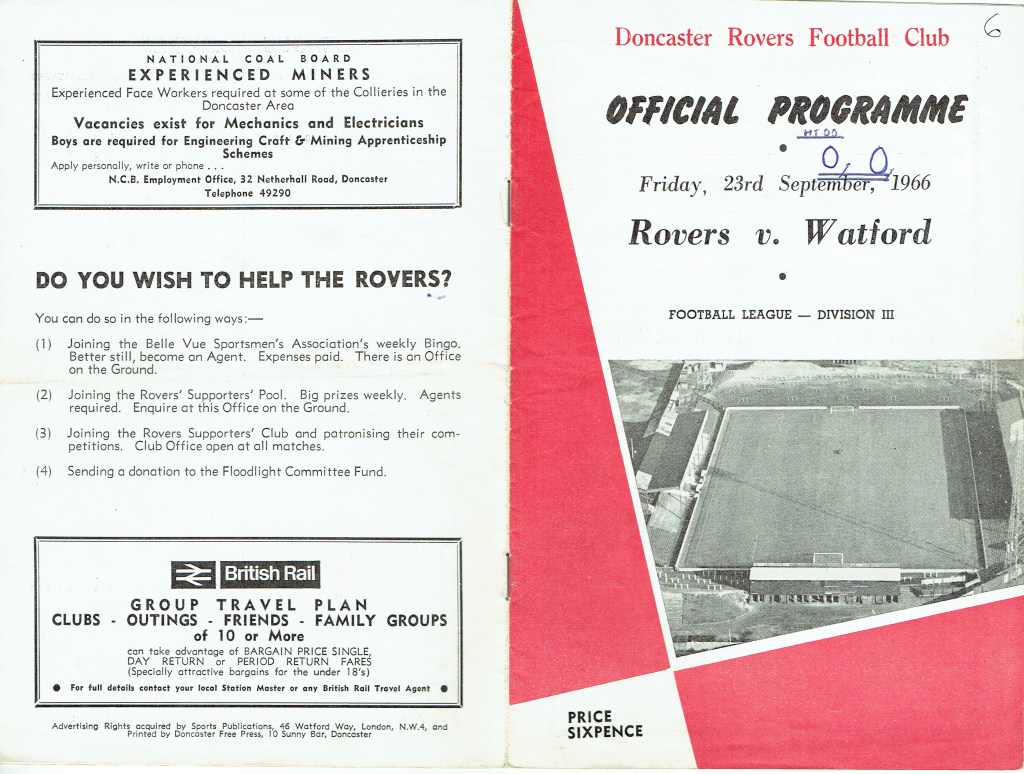 NATIONAL COAL BOARD
EXPERIENCED MINERS
Experienced Face Workers required at some of the Collieries in the
Doncaster Area
Vacancies exist for Mechanics and Electricians
Boys are required for Engineering Craft & Mining Apprenticeship
Schemes
Apply personally, write or phone . . .
N.C.B. Employment Office, 32 Netherhall Road, Doncaster
Telephone 49290
DO YOU WISH TO HELP THE ROVERS?
You can do so in the following ways:—
(1) Joining the Belle Vue Sportsmen's Association's weekly Bingo.
Better still, become an Agent. Expenses paid. There is an Office
on the Ground.
(2) Joining the Rovers' Supporters' Pool. Big prizes weekly. Agents
required. Enquire at this Office on the Ground.
(3) Joining the Rovers Supporters' Club and patronising their com-
petitions. Club Office open at all matches.
(4) Sending a donation to the Floodlight Committee Fund.
British Rail
GROUP TRAVEL PLAN
CLUBS - OUTINGS - FRIENDS - FAMILY GROUPS
of 10 or More
can take advantage of BARGAIN PRICE SINGLE,
DAY RETURN or PERIOD RETURN FARES
(Specially attractive bargains for the under 18's)
● For full details contact your local Station Master or any British Rail Travel Agent ●
Advertising Rights acquired by Sports Publications, 46 Watford Way, London, N.W.4, and
Printed by Doncaster Free Press, 10 Sunny Bar, Doncaster
6
Doncaster Rovers Football Club
OFFICIAL PROGRAMME
HT 00
0, 0
Friday, 23rd September, 1966
Rovers v. Watford
FOOTBALL LEAGUE — DIVISION III
PRICE
SIXPENCE